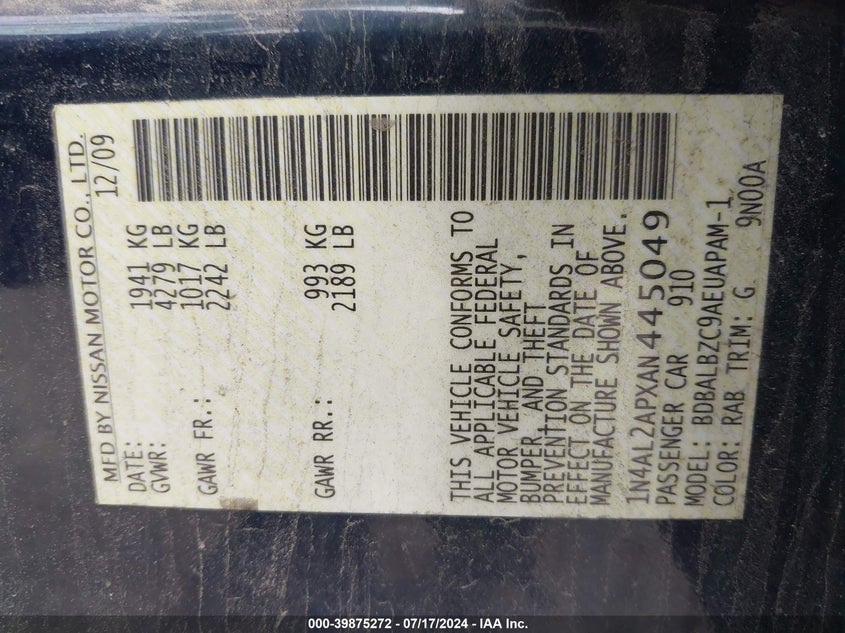 MFD BY NISSAN MOTOR CO., LTD.
DATE: 12/09
GVWR: 1941 KG
4279 LB
GAWR FR.: 1017 KG
2242 LB
GAWR RR.: 993 KG
2189 LB
THIS VEHICLE CONFORMS TO
ALL APPLICABLE FEDERAL
MOTOR VEHICLE SAFETY,
BUMPER, AND THEFT
PREVENTION STANDARDS IN
EFFECT ON THE DATE OF
MANUFACTURE SHOWN ABOVE.
1N4AL2APXAN445049
PASSENGER CAR 910
MODEL: BDBALBZC9AEUAPAM-1
COLOR: RAB TRIM: G 9N00A
000-39875272 - 07/17/2024 - IAA Inc.